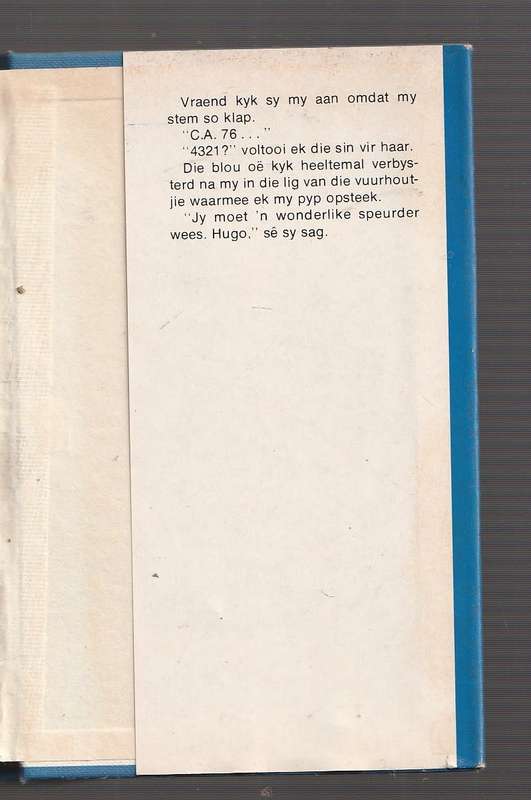 Vraend kyk sy my aan omdat my
stem so klap.
"C.A. 76 . . ."
"4321?" voltooi ek die sin vir haar.
Die blou oë kyk heeltemal verbys-
terd na my in die lig van die vuurhout-
jie waarmee ek my pyp opsteek.
"Jy moet 'n wonderlike speurder
wees. Hugo," sê sy sag.